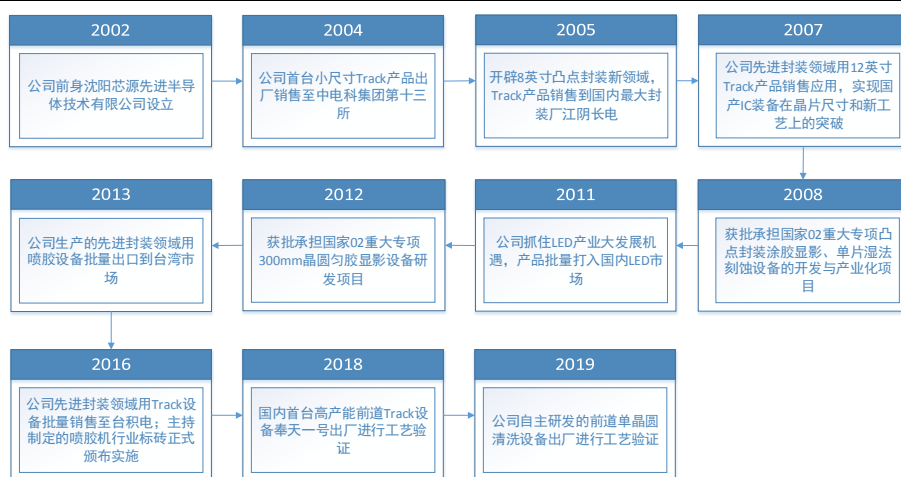 2002
公司前身沈阳芯源先进半导
体技术有限公司设立
2004
公司首台小尺寸Track产品出
厂销售至中电科集团第十三
所
2005
开辟8英寸凸点封装新领域，
Track产品销售到国内最大封
装厂江阴长电
2007
公司先进封装领域用12英寸
Track产品销售应用，实现国
产IC装备在晶片尺寸和新工
艺上的突破
2008
获批承担国家02重大专项凸
点封装涂胶显影、单片湿法
刻蚀设备的开发与产业化项
目
2011
公司抓住LED产业大发展机
遇，产品批量打入国内LED市
场
2012
获批承担国家02重大专项
300mm晶圆匀胶显影设备研
发项目
2013
公司生产的先进封装领域用
喷胶设备批量出口到台湾市
场
2016
公司先进封装领域用Track设
备批量销售至台积电；主持
制定的喷胶机行业标砖正式
颁布实施
2018
国内首台高产能前道Track设
备奉天一号出厂进行工艺验
证
2019
公司自主研发的前道单晶圆
清洗设备出厂进行工艺验证